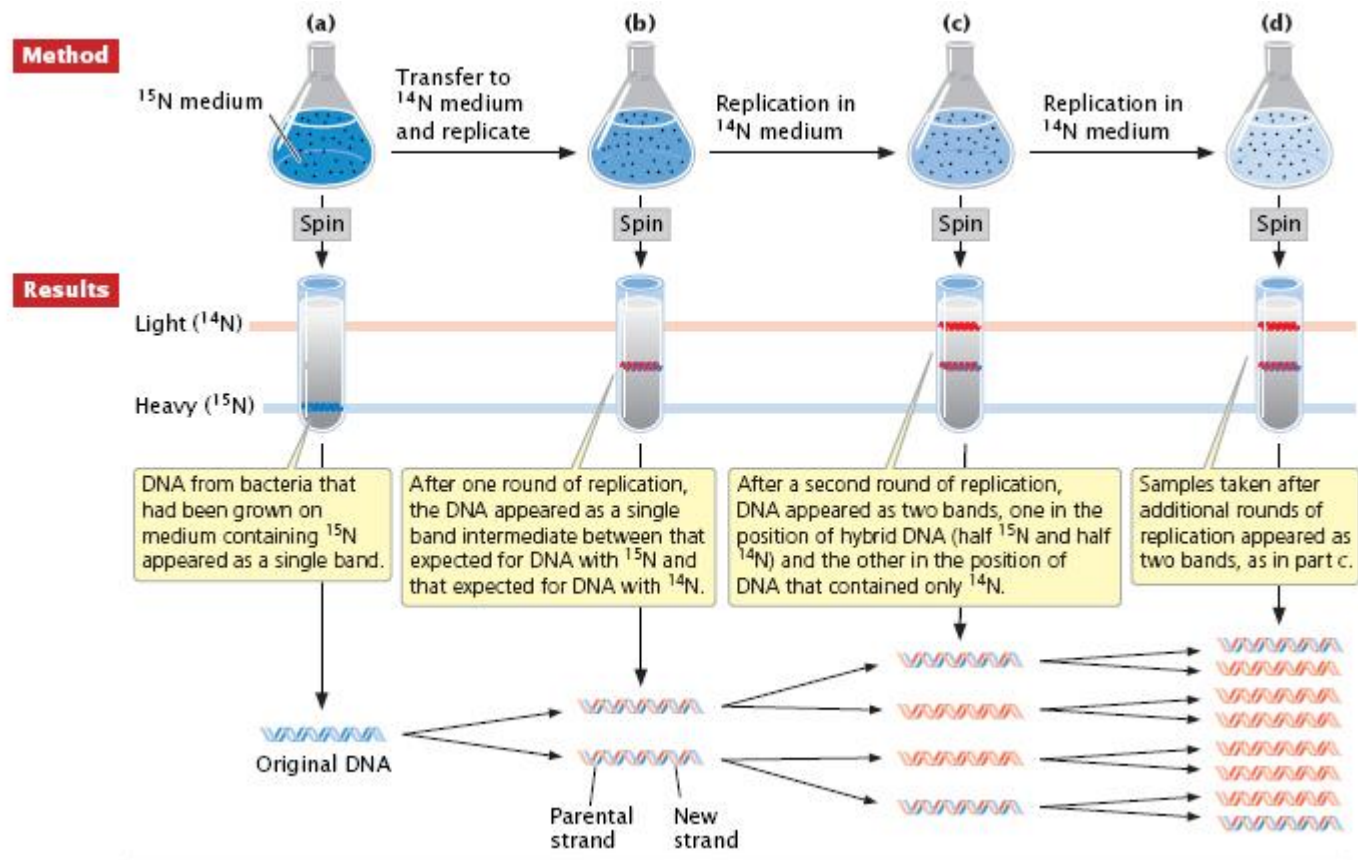 (a)
(b)
(c)
(d)
Method
¹⁵N medium
Transfer to
¹⁴N medium
and replicate
Replication in
¹⁴N medium
Replication in
¹⁴N medium
Spin
Spin
Spin
Spin
Results
Light (¹⁴N)
Heavy (¹⁵N)
DNA from bacteria that
had been grown on
medium containing ¹⁵N
appeared as a single band.
After one round of replication,
the DNA appeared as a single
band intermediate between that
expected for DNA with ¹⁵N and
that expected for DNA with ¹⁴N.
After a second round of replication,
DNA appeared as two bands, one in the
position of hybrid DNA (half ¹⁵N and half
¹⁴N) and the other in the position of
DNA that contained only ¹⁴N.
Samples taken after
additional rounds of
replication appeared as
two bands, as in part c.
Original DNA
Parental
strand
New
strand